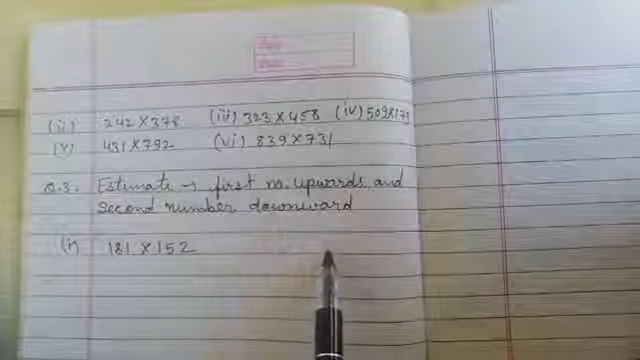 (ii) 242×378 (iii) 323×458 (iv) 509×179
(v) 431×792 (vi) 839×731
Q.3. Estimate → first no. upwards and
second number downward
(i) 181 × 152